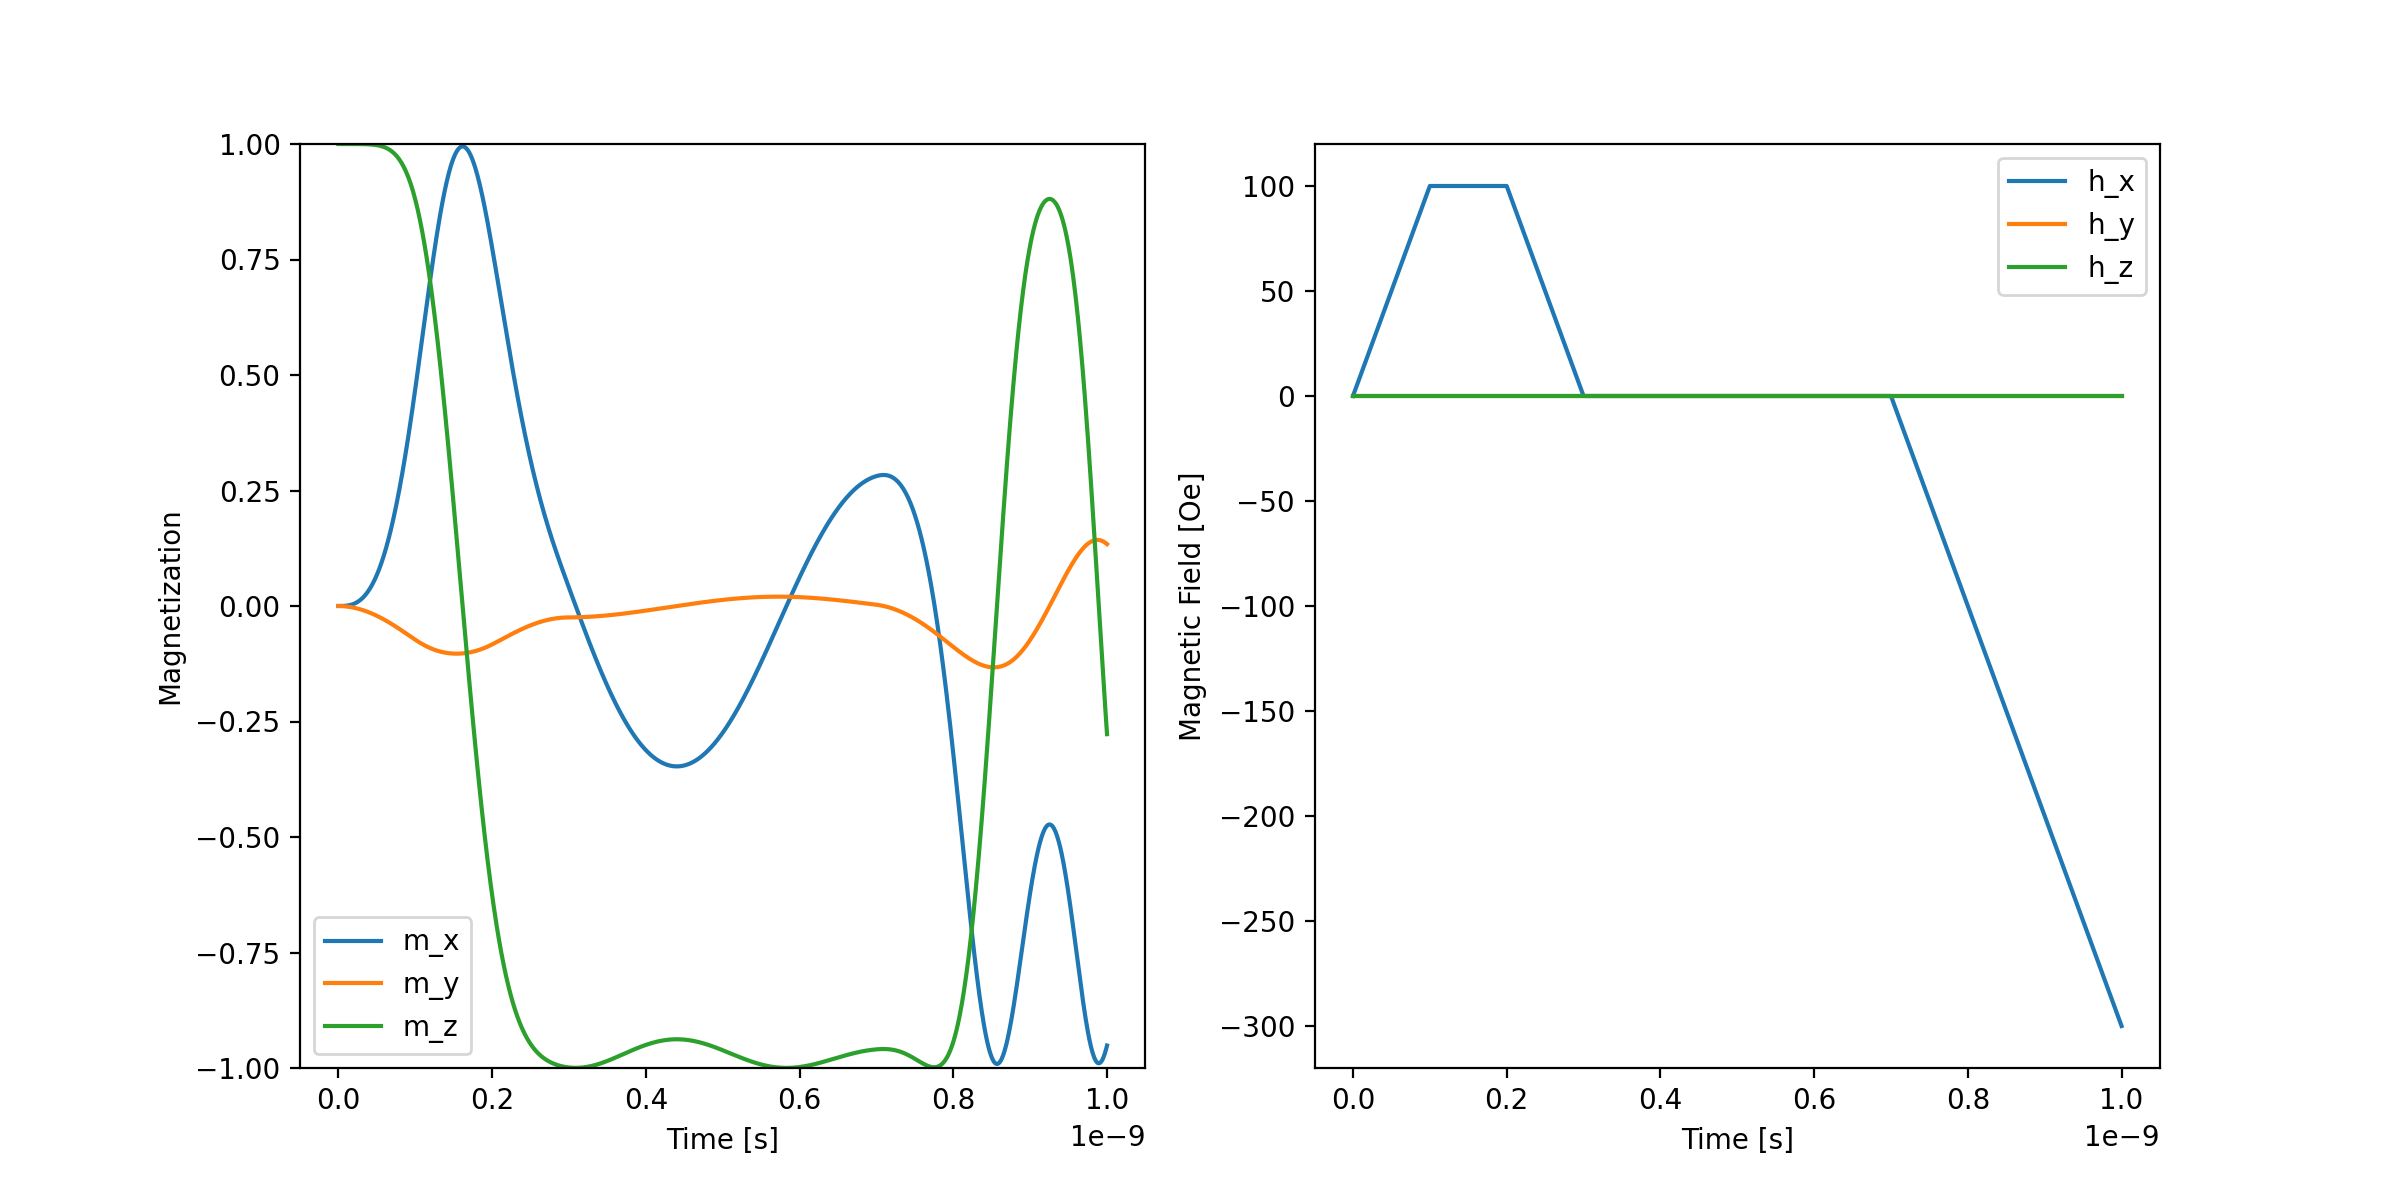 1.00
0.75
0.50
0.25
0.00
−0.25
−0.50
−0.75
−1.00
Magnetization
m_x
m_y
m_z
0.0 0.2 0.4 0.6 0.8 1.0
1e−9
Time [s]
100
50
0
−50
−100
−150
−200
−250
−300
Magnetic Field [Oe]
h_x
h_y
h_z
0.0 0.2 0.4 0.6 0.8 1.0
1e−9
Time [s]